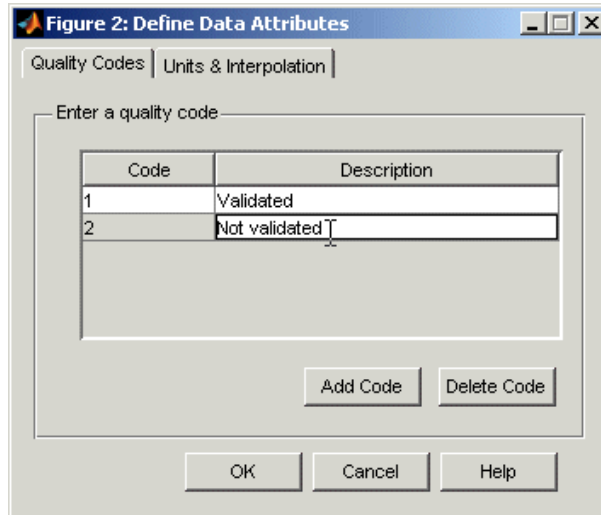 Figure 2: Define Data Attributes
Quality Codes Units & Interpolation
Enter a quality code
Code Description
1 Validated
2 Not validated
Add Code Delete Code
OK Cancel Help